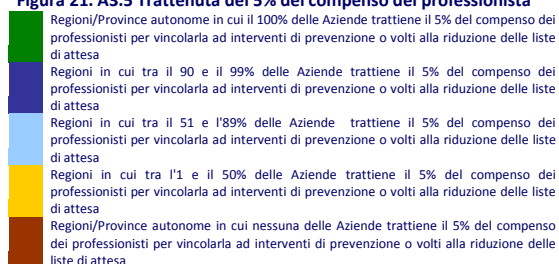 Figura 21. A3.5 Trattenuta del 5% del compenso del professionista
Regioni/Province autonome in cui il 100% delle Aziende trattiene il 5% del compenso dei
professionisti per vincolarla ad interventi di prevenzione o volti alla riduzione delle liste
di attesa
Regioni in cui tra il 90 e il 99% delle Aziende trattiene il 5% del compenso dei
professionisti per vincolarla ad interventi di prevenzione o volti alla riduzione delle liste
di attesa
Regioni in cui tra il 51 e l'89% delle Aziende trattiene il 5% del compenso dei
professionisti per vincolarla ad interventi di prevenzione o volti alla riduzione delle liste
di attesa
Regioni in cui tra l'1 e il 50% delle Aziende trattiene il 5% del compenso dei
professionisti per vincolarla ad interventi di prevenzione o volti alla riduzione delle liste
di attesa
Regioni/Province autonome in cui nessuna delle Aziende trattiene il 5% del compenso
dei professionisti per vincolarla ad interventi di prevenzione o volti alla riduzione delle
liste di attesa